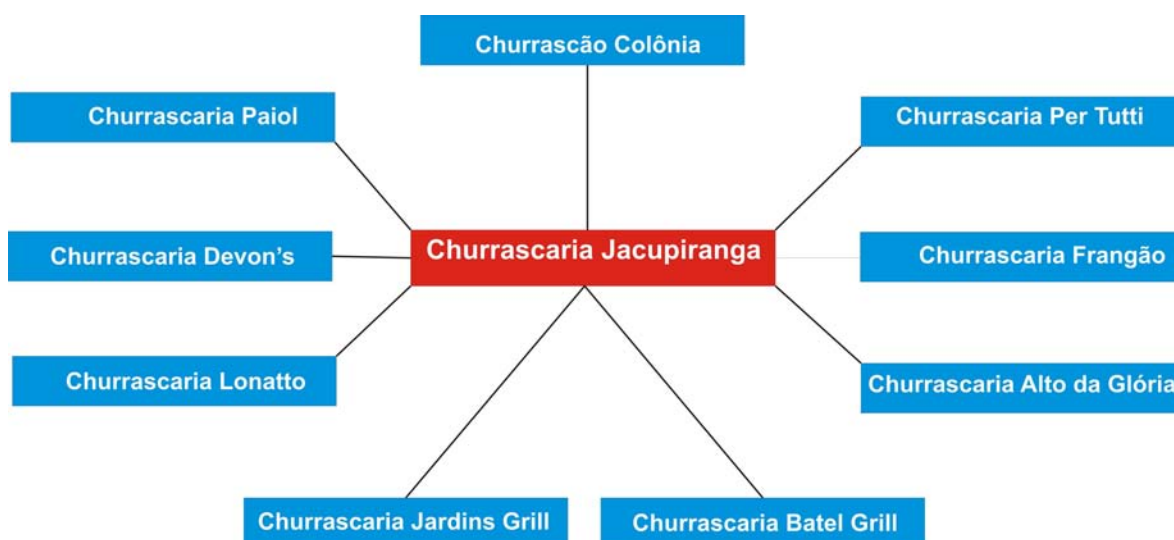 Churrascão Colônia
Churrascaria Paiol
Churrascaria Per Tutti
Churrascaria Jacupiranga
Churrascaria Devon’s
Churrascaria Frangão
Churrascaria Lonatto
Churrascaria Alto da Glória
Churrascaria Jardins Grill
Churrascaria Batel Grill